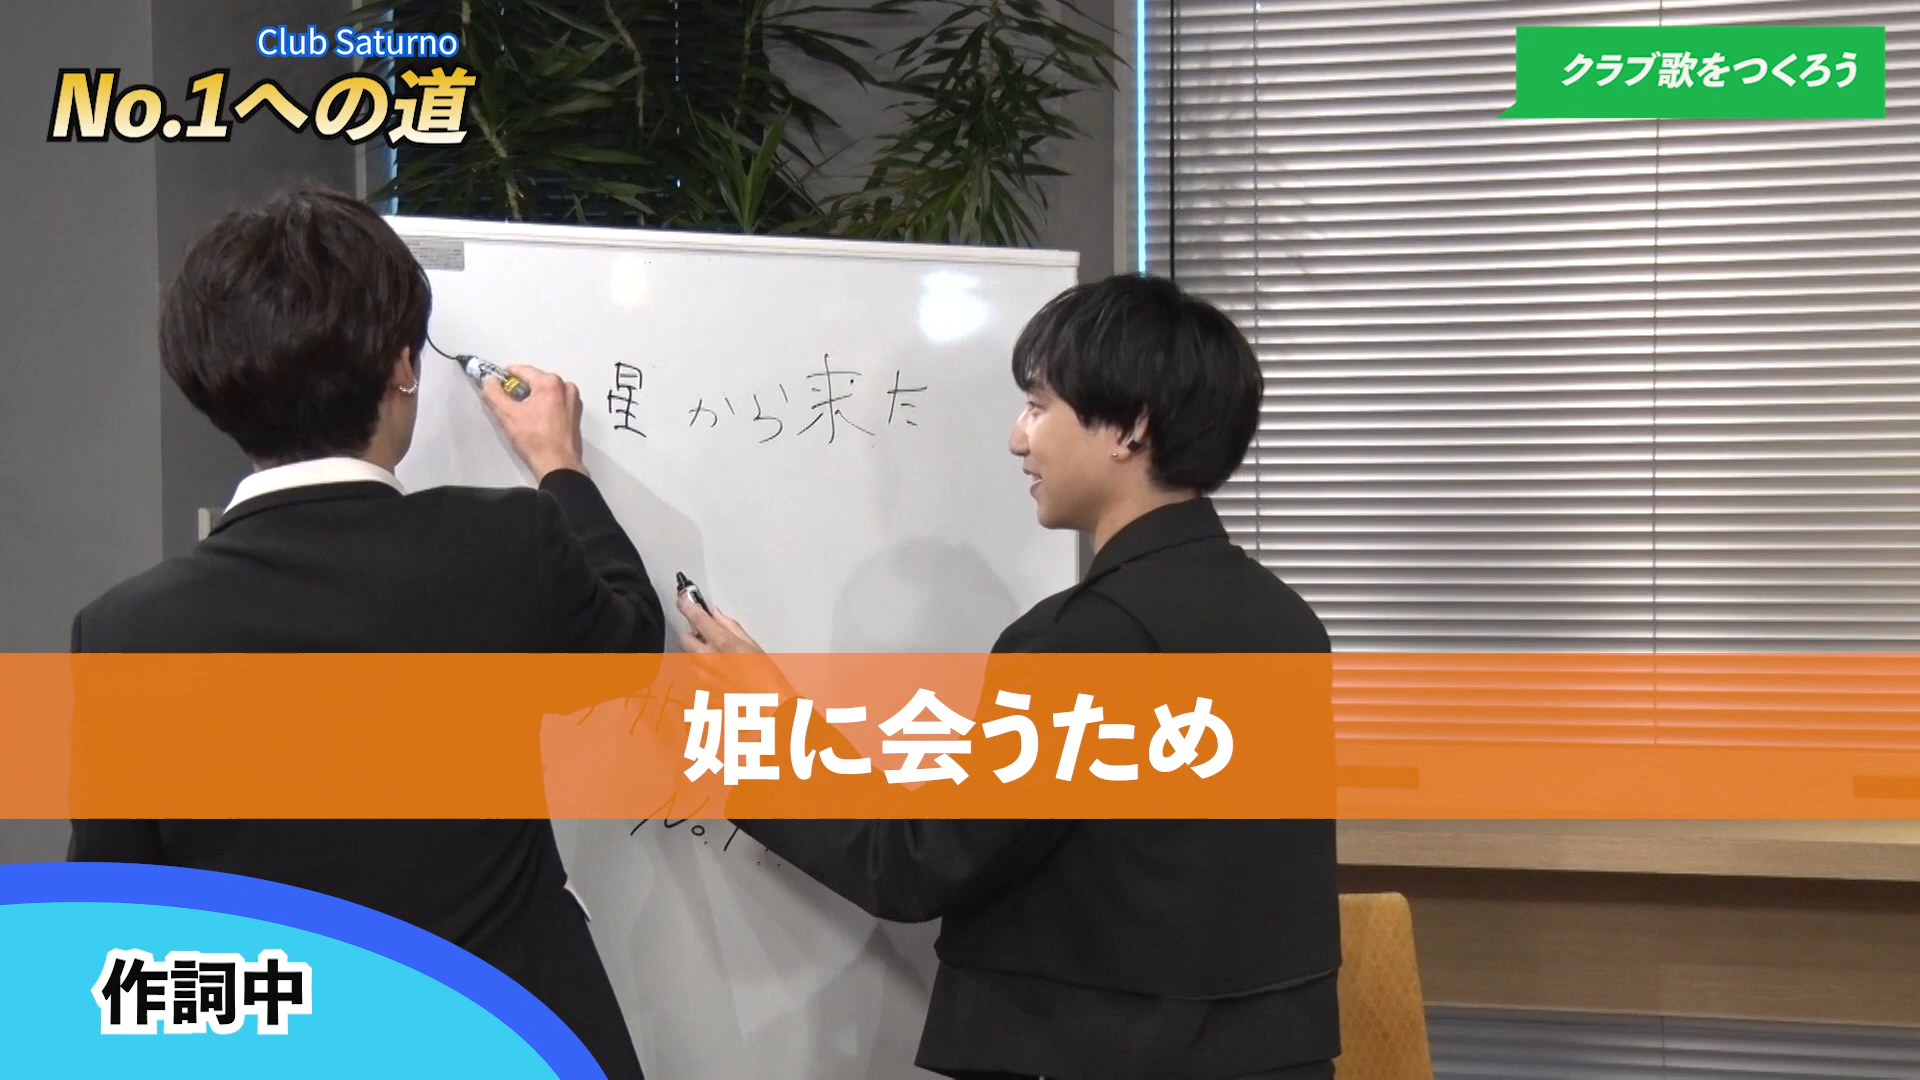 Club Saturno
No.1への道
クラブ歌をつくろう
星から来た
姫に会うため
No.1!!
作詞中